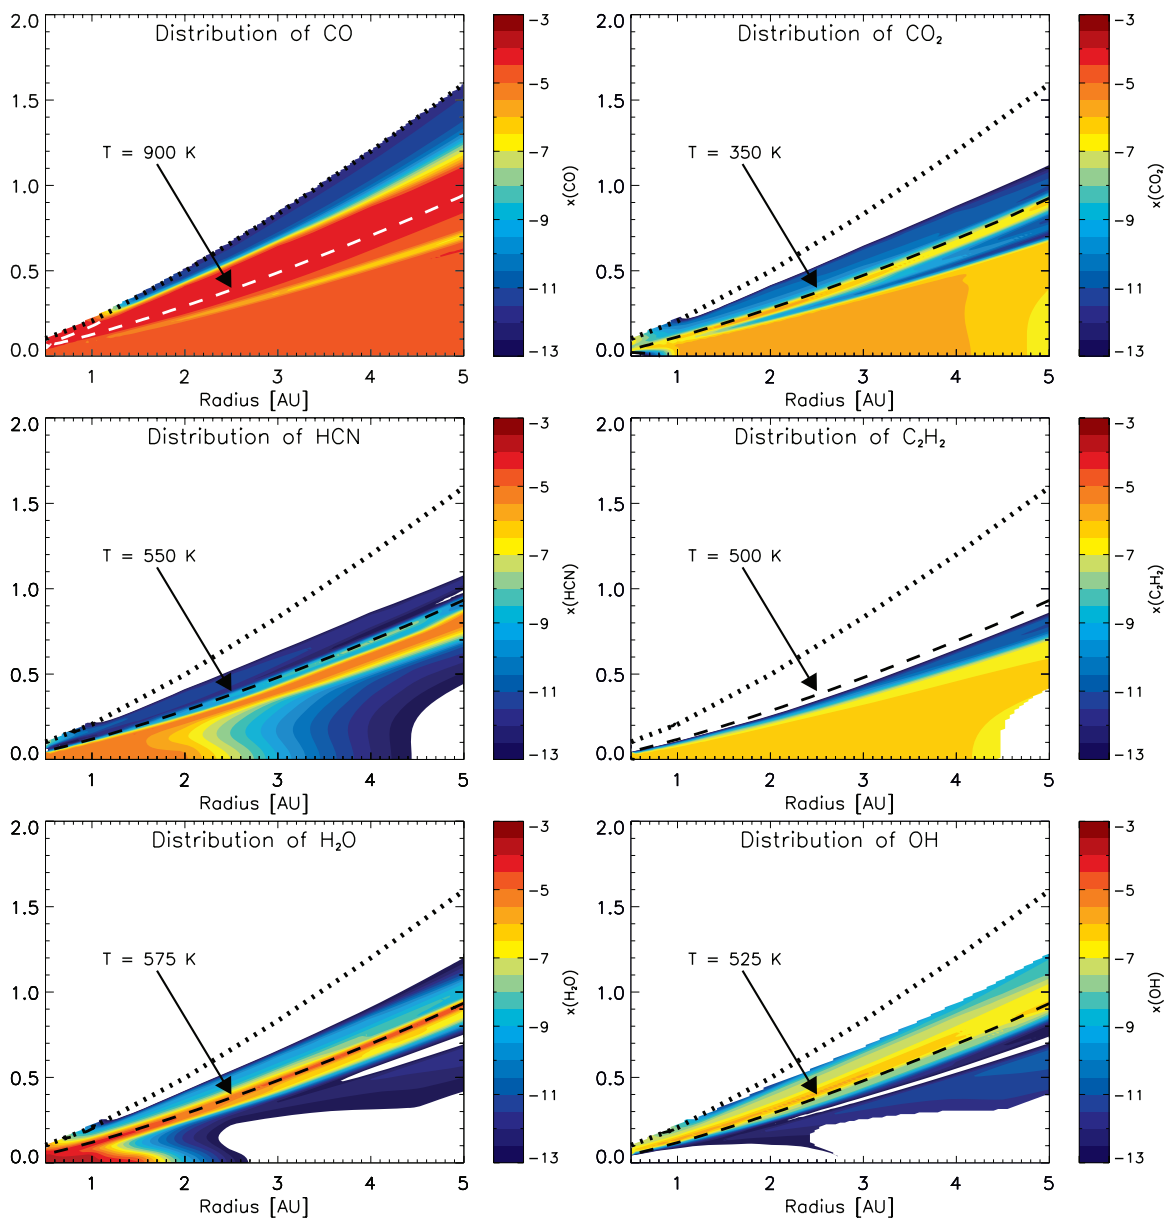 Distribution of CO
T = 900 K
2.0
1.5
1.0
0.5
0.0
1 2 3 4 5
Radius [AU]
-3
-5
-7
-9
-11
-13
x(CO)
Distribution of CO₂
T = 350 K
2.0
1.5
1.0
0.5
0.0
1 2 3 4 5
Radius [AU]
-3
-5
-7
-9
-11
-13
x(CO₂)
Distribution of HCN
T = 550 K
2.0
1.5
1.0
0.5
0.0
1 2 3 4 5
Radius [AU]
-3
-5
-7
-9
-11
-13
x(HCN)
Distribution of C₂H₂
T = 500 K
2.0
1.5
1.0
0.5
0.0
1 2 3 4 5
Radius [AU]
-3
-5
-7
-9
-11
-13
x(C₂H₂)
Distribution of H₂O
T = 575 K
2.0
1.5
1.0
0.5
0.0
1 2 3 4 5
Radius [AU]
-3
-5
-7
-9
-11
-13
x(H₂O)
Distribution of OH
T = 525 K
2.0
1.5
1.0
0.5
0.0
1 2 3 4 5
Radius [AU]
-3
-5
-7
-9
-11
-13
x(OH)